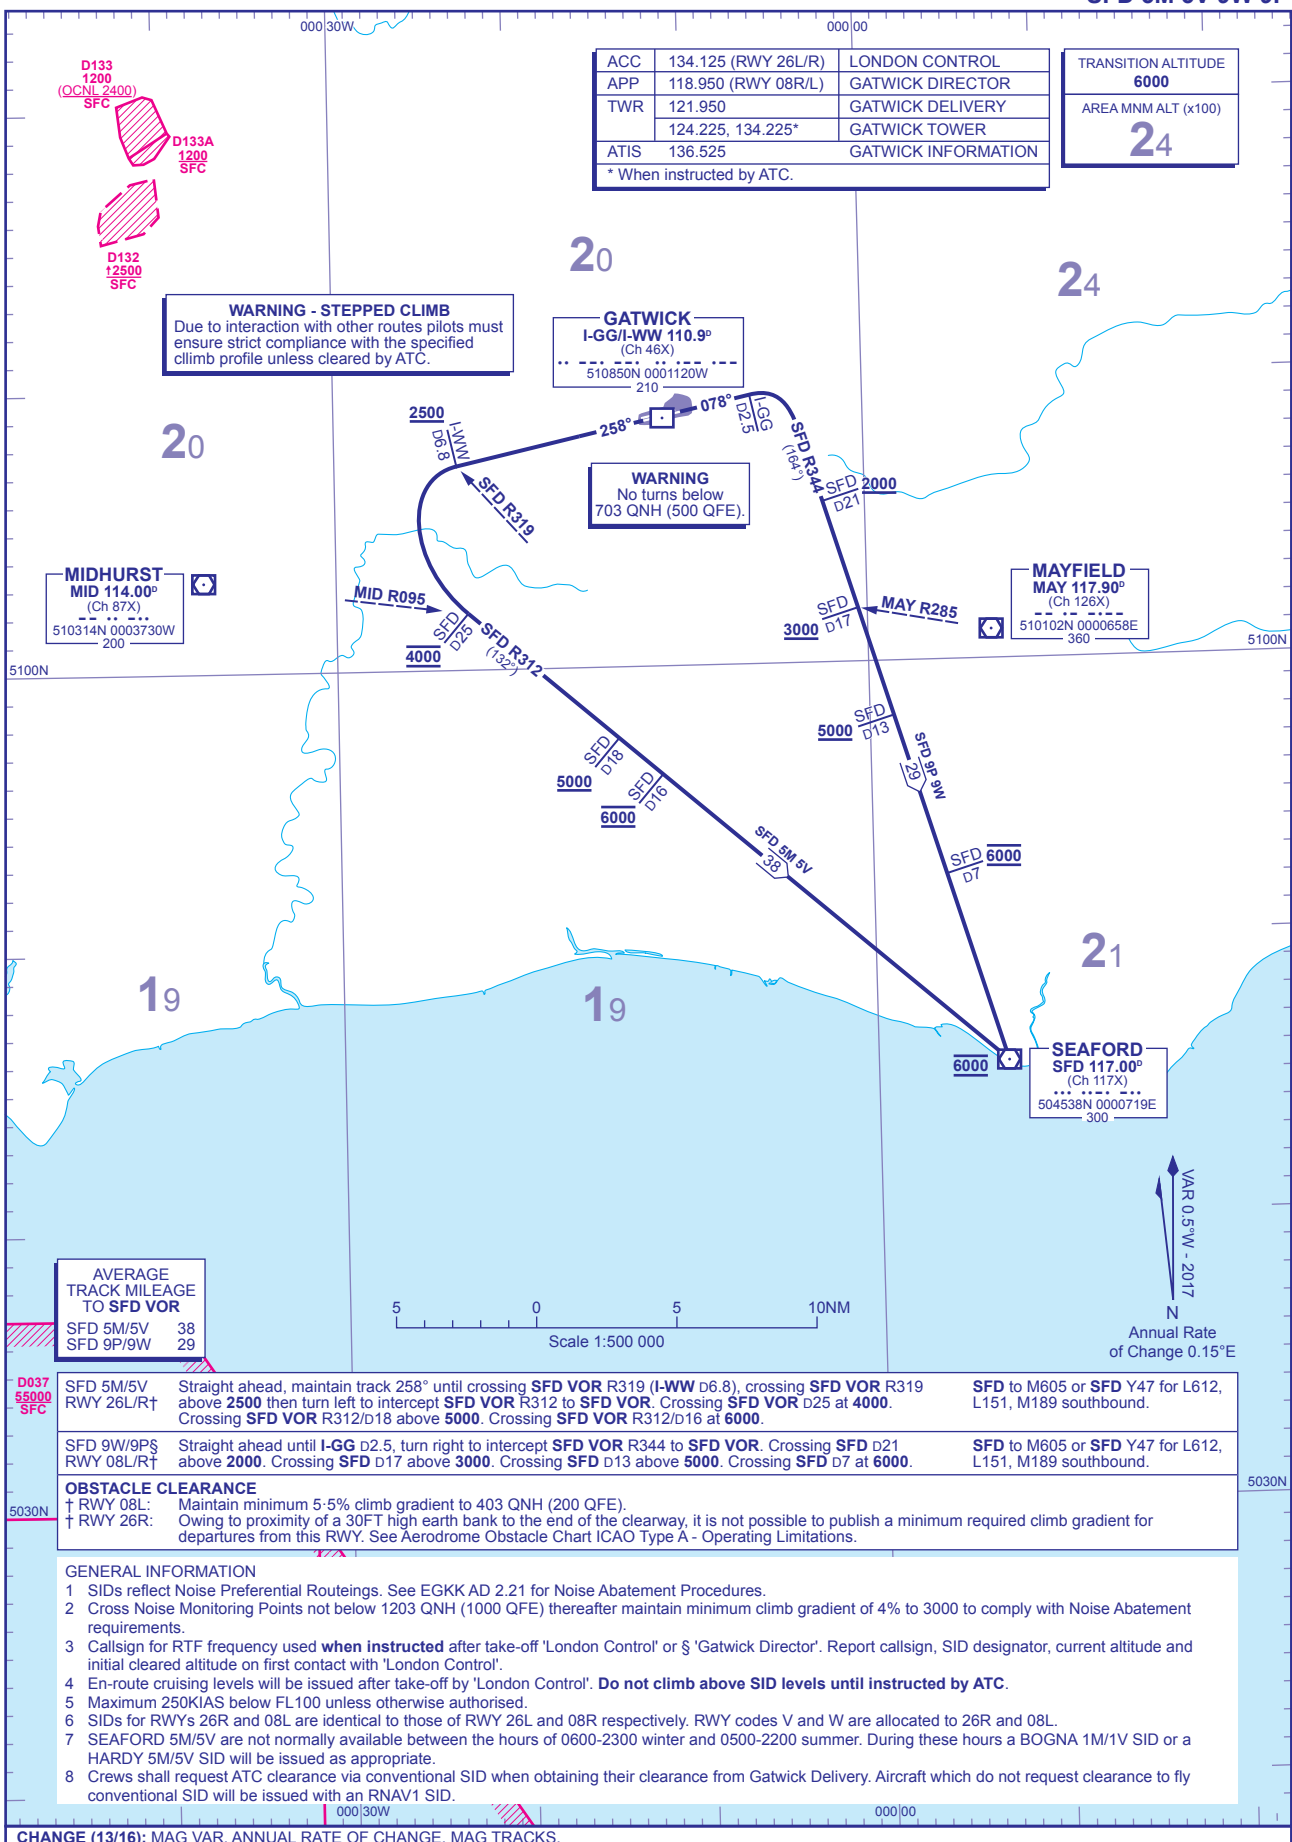 000 30W
000 00
D133
1200
(OCNL 2400)
SFC
D133A
1200
SFC
D132
†2500
SFC
ACC 134.125 (RWY 26L/R) LONDON CONTROL
APP 118.950 (RWY 08R/L) GATWICK DIRECTOR
TWR 121.950 GATWICK DELIVERY
124.225, 134.225* GATWICK TOWER
ATIS 136.525 GATWICK INFORMATION
* When instructed by ATC.
TRANSITION ALTITUDE
6000
AREA MNM ALT (x100)
24
20
24
WARNING - STEPPED CLIMB
Due to interaction with other routes pilots must
ensure strict compliance with the specified
cllimb profile unless cleared by ATC.
GATWICK
I-GG/I-WW 110.9D
(Ch 46X)
510850N 0001120W
210
20
2500
I-WW
D6.8
258°
078°
I-GG
D2.5
SFD R344
(164°)
SFD R319
WARNING
No turns below
703 QNH (500 QFE).
SFD
D21
2000
MIDHURST
MID 114.00D
(Ch 87X)
510314N 0003730W
200
MID R095
MAYFIELD
MAY 117.90D
(Ch 126X)
510102N 0000658E
360
MAY R285
SFD
D17
3000
SFD
D25
4000
SFD R312
(132°)
5100N
5100N
SFD
D13
5000
SFD 9P 9W
29
SFD
D18
5000
SFD
D16
6000
SFD 5M 5V
38
SFD
D7
6000
19
19
21
6000
SEAFORD
SFD 117.00D
(Ch 117X)
504538N 0000719E
300
VAR 0.5°W - 2017
N
Annual Rate
of Change 0.15°E
AVERAGE
TRACK MILEAGE
TO SFD VOR
SFD 5M/5V 38
SFD 9P/9W 29
5 0 5 10NM
Scale 1:500 000
D037
55000
SFC
SFD 5M/5V Straight ahead, maintain track 258° until crossing SFD VOR R319 (I-WW D6.8), crossing SFD VOR R319 SFD to M605 or SFD Y47 for L612,
RWY 26L/R† above 2500 then turn left to intercept SFD VOR R312 to SFD VOR. Crossing SFD VOR D25 at 4000. L151, M189 southbound.
Crossing SFD VOR R312/D18 above 5000. Crossing SFD VOR R312/D16 at 6000.
SFD 9W/9P§ Straight ahead until I-GG D2.5, turn right to intercept SFD VOR R344 to SFD VOR. Crossing SFD D21 SFD to M605 or SFD Y47 for L612,
RWY 08L/R† above 2000. Crossing SFD D17 above 3000. Crossing SFD D13 above 5000. Crossing SFD D7 at 6000. L151, M189 southbound.
OBSTACLE CLEARANCE
† RWY 08L: Maintain minimum 5·5% climb gradient to 403 QNH (200 QFE).
† RWY 26R: Owing to proximity of a 30FT high earth bank to the end of the clearway, it is not possible to publish a minimum required climb gradient for
departures from this RWY. See Aerodrome Obstacle Chart ICAO Type A - Operating Limitations.
5030N
5030N
GENERAL INFORMATION
1 SIDs reflect Noise Preferential Routeings. See EGKK AD 2.21 for Noise Abatement Procedures.
2 Cross Noise Monitoring Points not below 1203 QNH (1000 QFE) thereafter maintain minimum climb gradient of 4% to 3000 to comply with Noise Abatement
requirements.
3 Callsign for RTF frequency used when instructed after take-off 'London Control' or § 'Gatwick Director'. Report callsign, SID designator, current altitude and
initial cleared altitude on first contact with 'London Control'.
4 En-route cruising levels will be issued after take-off by 'London Control'. Do not climb above SID levels until instructed by ATC.
5 Maximum 250KIAS below FL100 unless otherwise authorised.
6 SIDs for RWYs 26R and 08L are identical to those of RWY 26L and 08R respectively. RWY codes V and W are allocated to 26R and 08L.
7 SEAFORD 5M/5V are not normally available between the hours of 0600-2300 winter and 0500-2200 summer. During these hours a BOGNA 1M/1V SID or a
HARDY 5M/5V SID will be issued as appropriate.
8 Crews shall request ATC clearance via conventional SID when obtaining their clearance from Gatwick Delivery. Aircraft which do not request clearance to fly
conventional SID will be issued with an RNAV1 SID.
000 30W
000 00
CHANGE (13/16): MAG VAR. ANNUAL RATE OF CHANGE. MAG TRACKS.